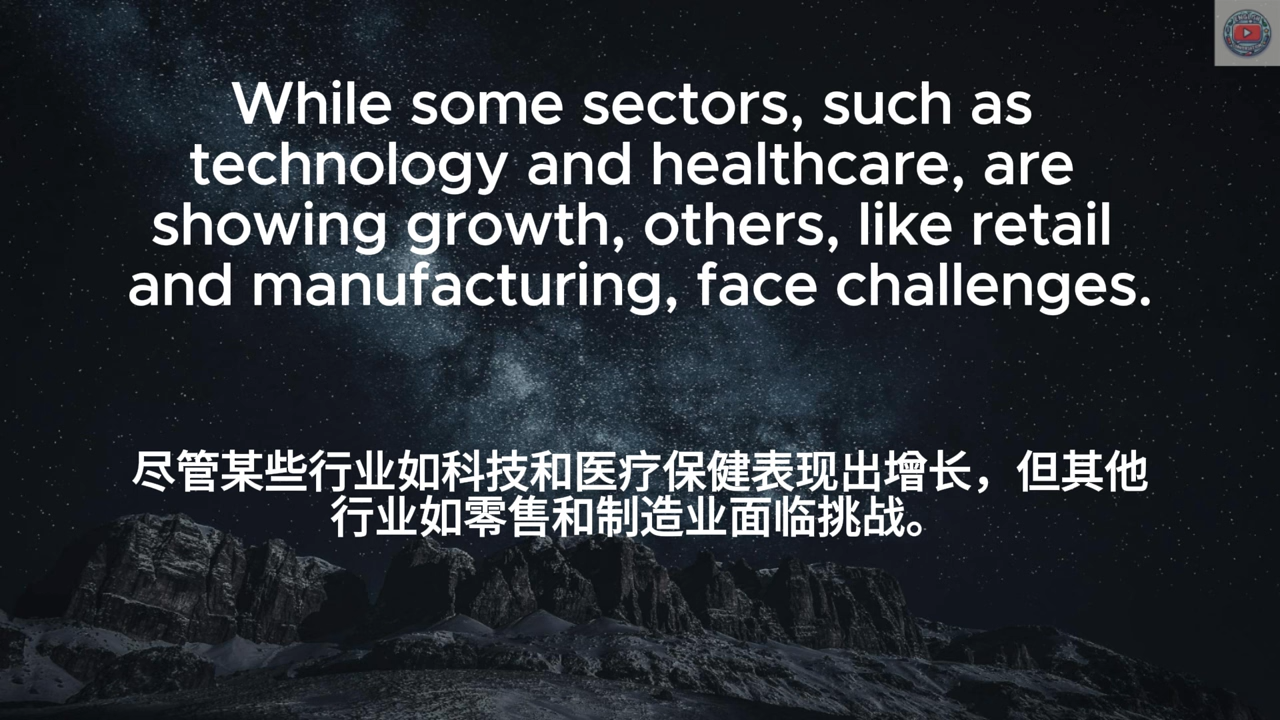 While some sectors, such as
technology and healthcare, are
showing growth, others, like retail
and manufacturing, face challenges.
尽管某些行业如科技和医疗保健表现出增长，但其他
行业如零售和制造业面临挑战。